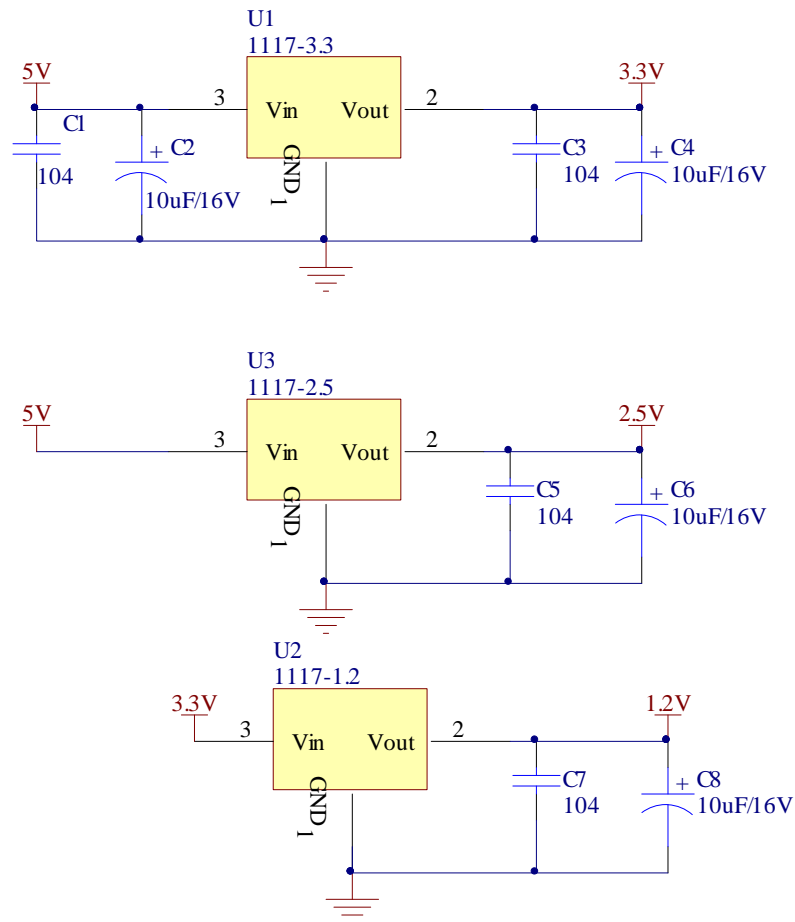 U1
1117-3.3
5V
3.3V
3
Vin
Vout
2
GND
1
C1
104
+
C2
10uF/16V
C3
104
+
C4
10uF/16V
U3
1117-2.5
5V
2.5V
3
Vin
Vout
2
GND
1
C5
104
+
C6
10uF/16V
U2
1117-1.2
3.3V
1.2V
3
Vin
Vout
2
GND
1
C7
104
+
C8
10uF/16V